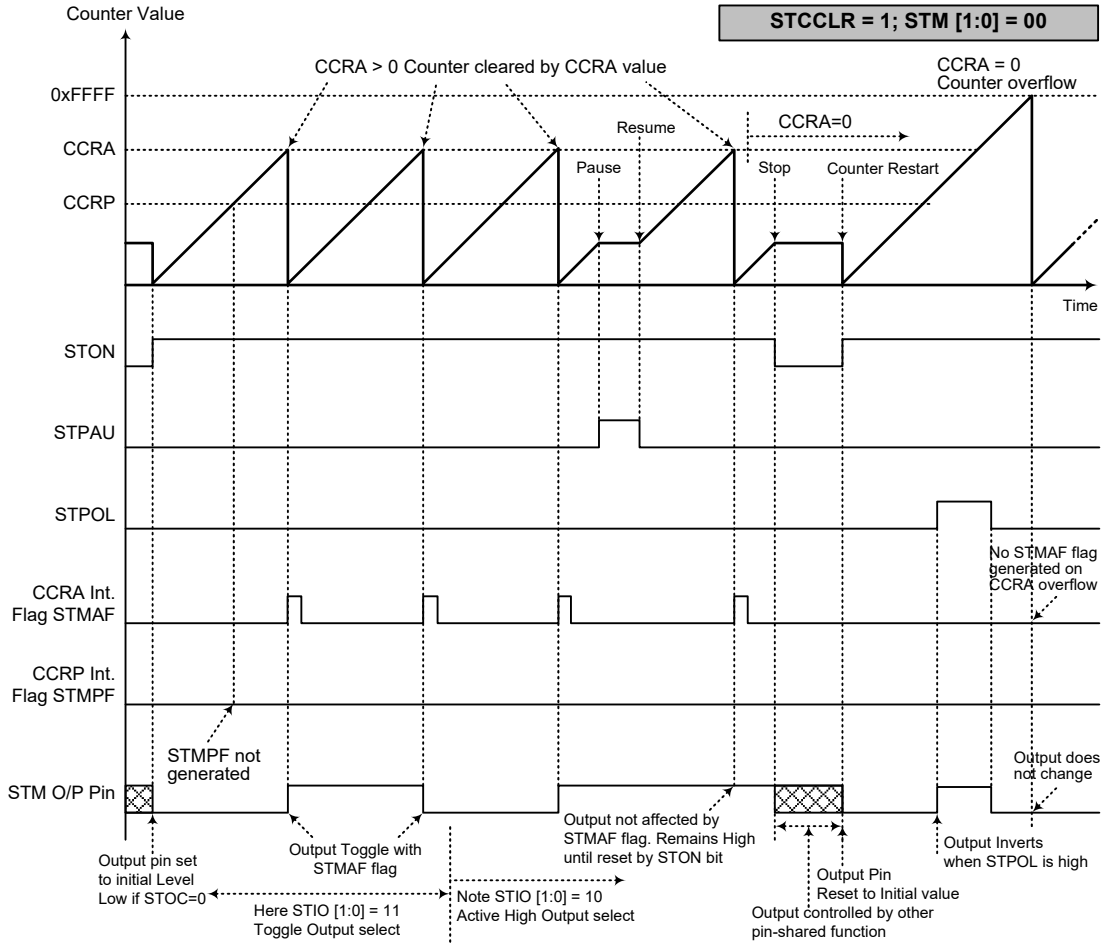 Counter Value
STCCLR = 1; STM [1:0] = 00
CCRA > 0 Counter cleared by CCRA value
CCRA = 0
Counter overflow
0xFFFF
CCRA=0
Resume
CCRA
Pause
Stop
Counter Restart
CCRP
Time
STON
STPAU
STPOL
No STMAF flag
generated on
CCRA overflow
CCRA Int.
Flag STMAF
CCRP Int.
Flag STMPF
STMPF not
generated
Output does
not change
STM O/P Pin
Output pin set
to initial Level
Low if STOC=0
Output Toggle with
STMAF flag
Output not affected by
STMAF flag. Remains High
until reset by STON bit
Output Inverts
when STPOL is high
Output Pin
Reset to Initial value
Here STIO [1:0] = 11
Toggle Output select
Note STIO [1:0] = 10
Active High Output select
Output controlled by other
pin-shared function